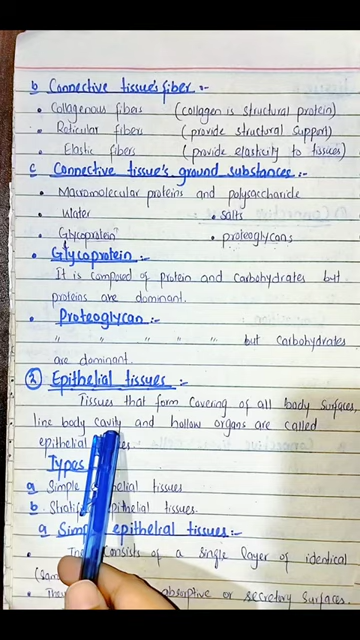 b Connective tissue's fiber :-
• Collagenous fibers (collagen is structural protein)
• Reticular fibers (provide structural support)
• Elastic fibers (provide elasticity to tissues)
c Connective tissue's ground substances :-
• Macromolecular proteins and polysaccharide
• Water • salts
• Glycoprotein • proteoglycans
• Glycoprotein :-
It is composed of protein and carbohydrates but
proteins are dominant.
• Proteoglycan :-
" " " " " but carbohydrates
are dominant.
② Epithelial tissues :-
Tissues that form covering of all body surfaces,
line body cavity and hollow organs are called
epithelial
Types
a Simple epithelial tissues
b Stratified epithelial tissues.
a Simple epithelial tissues :-
• consists of a single layer of identical
• absorptive or secretory surfaces.